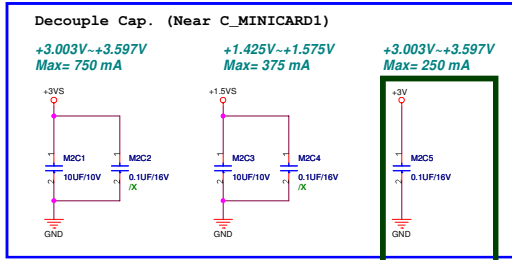 Decouple Cap. (Near C_MINICARD1)
+3.003V~+3.597V
Max= 750 mA
+1.425V~+1.575V
Max= 375 mA
+3.003V~+3.597V
Max= 250 mA
+3VS
+1.5VS
+3V
1
M2C1
10UF/10V
2
1
M2C2
0.1UF/16V
2
/X
1
M2C3
10UF/10V
2
1
M2C4
0.1UF/16V
2
/X
1
M2C5
0.1UF/16V
2
GND
GND
GND